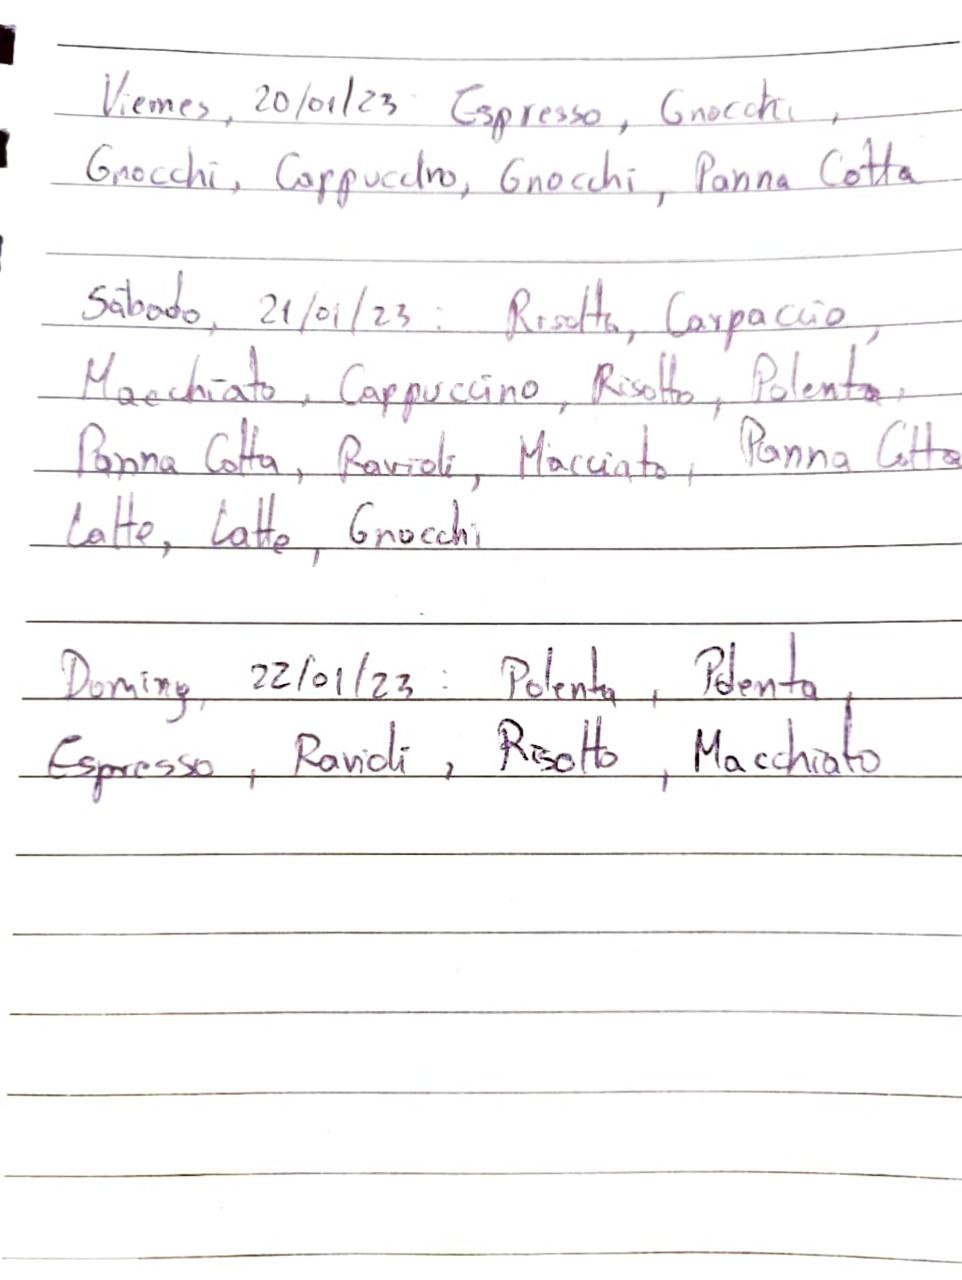 Viernes, 20/01/23 Espresso, Gnocchi,
Gnocchi, Cappuccino, Gnocchi, Panna Cotta
Sábado, 21/01/23: Risotto, Carpaccio,
Macchiato, Cappuccino, Risotto, Polenta,
Panna Cotta, Ravioli, Macciato, Panna Cotta
Latte, Latte, Gnocchi
Doming, 22/01/23: Polenta, Polenta,
Espresso, Ravioli, Risotto, Macchiato